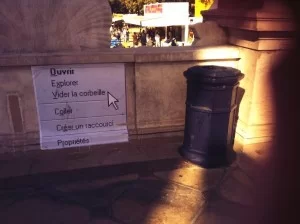 Ouvrir
Explorer
Vider la corbeille
Coller
Créer un raccourci
Propriétés